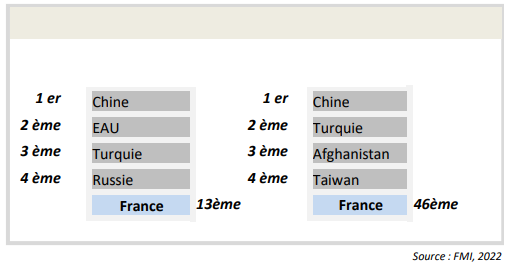 1 er Chine 1 er Chine
2 ème EAU 2 ème Turquie
3 ème Turquie 3 ème Afghanistan
4 ème Russie 4 ème Taiwan
France 13ème France 46ème
Source : FMI, 2022